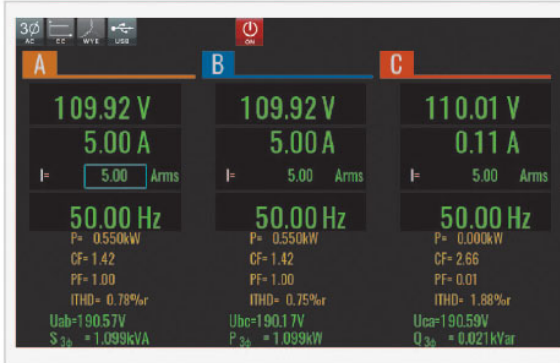 3Ø
AC CC WYE USB ON
A B C
109.92 V 109.92 V 110.01 V
5.00 A 5.00 A 0.11 A
I= 5.00 Arms I= 5.00 Arms I= 5.00 Arms
50.00 Hz 50.00 Hz 50.00 Hz
P= 0.550kW P= 0.550kW P= 0.000kW
CF= 1.42 CF= 1.42 CF= 2.66
PF= 1.00 PF= 1.00 PF= 0.01
ITHD= 0.78%r ITHD= 0.75%r ITHD= 1.88%r
Uab=190.57V Ubc=190.17V Uca=190.59V
S3ϕ =1.099kVA P3ϕ =1.099kW Q3ϕ =0.021kVar